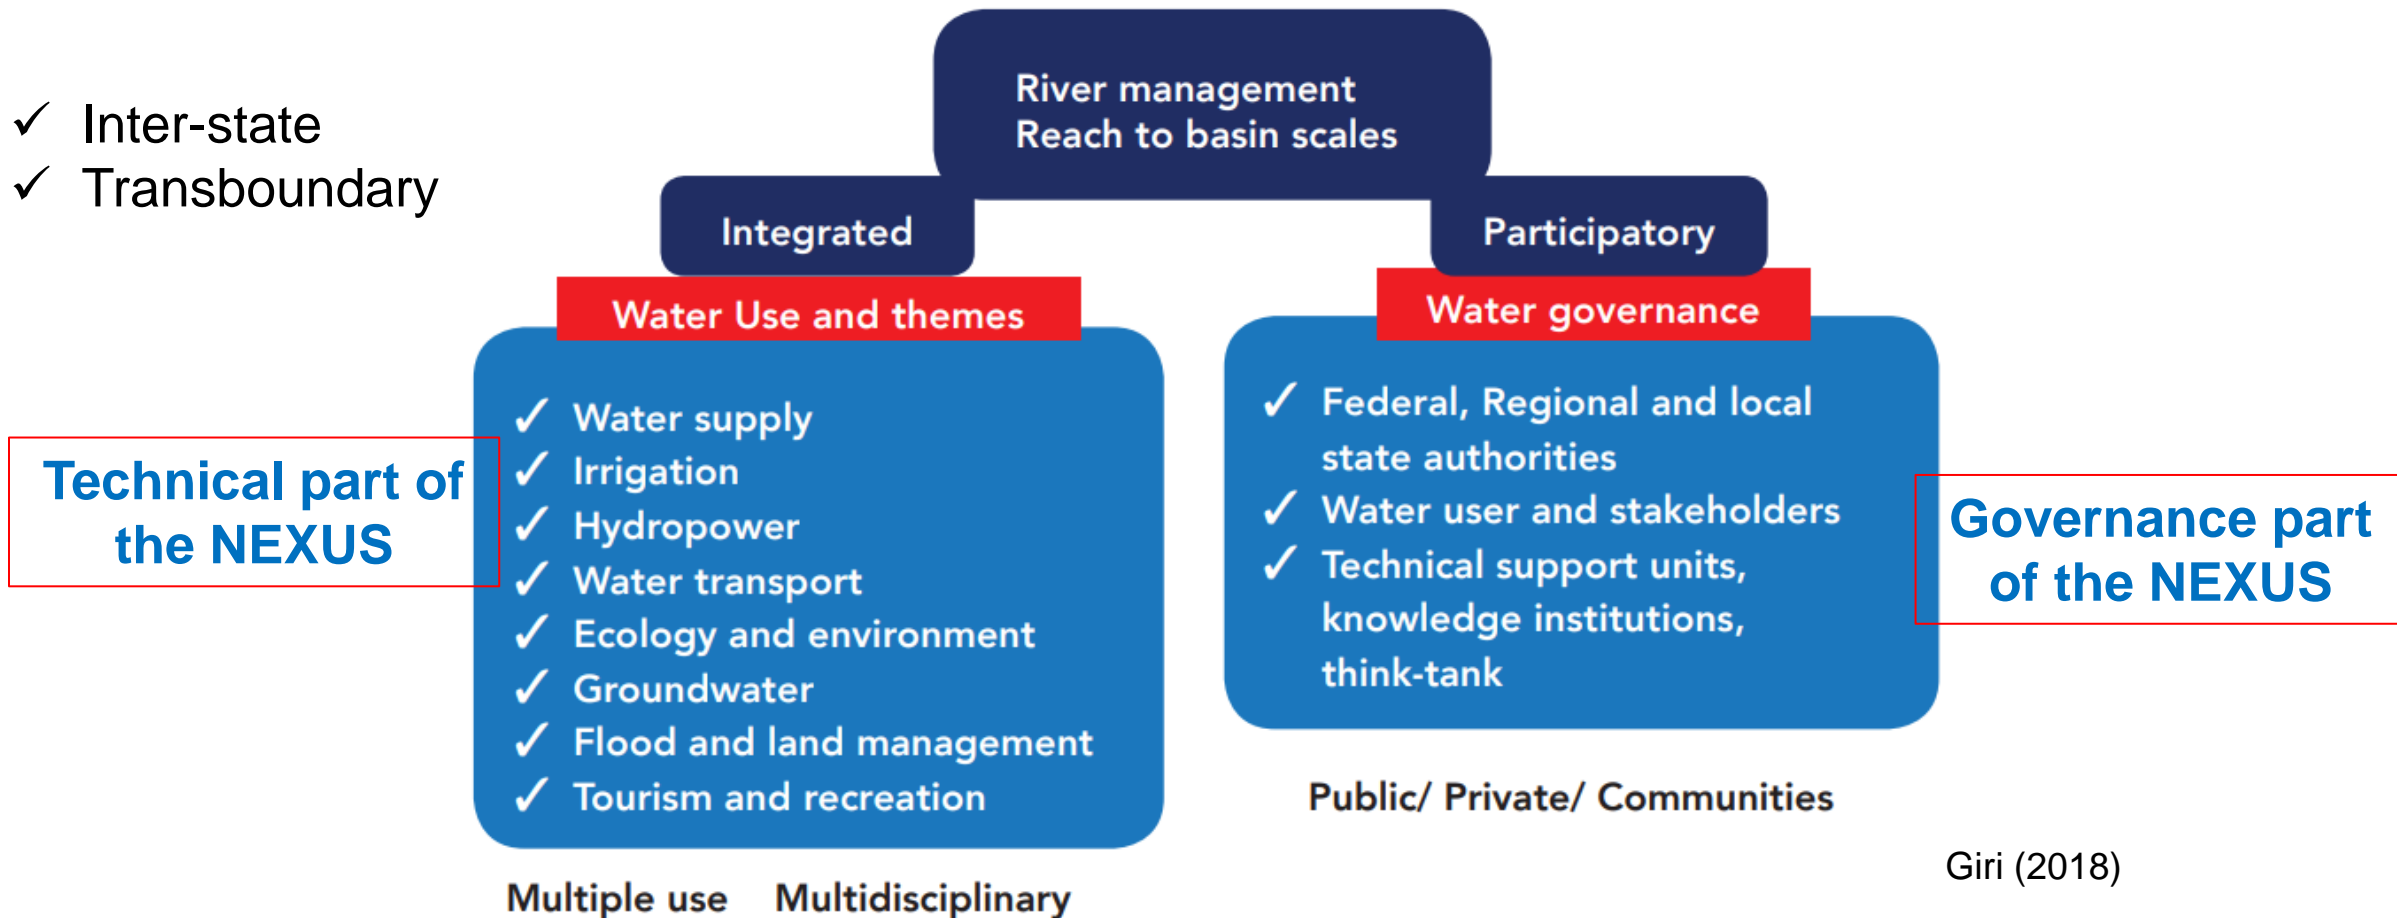 ✓ Inter-state
✓ Transboundary
River management
Reach to basin scales
Integrated
Participatory
Water Use and themes
Water governance
Technical part of
the NEXUS
✓ Water supply
✓ Irrigation
✓ Hydropower
✓ Water transport
✓ Ecology and environment
✓ Groundwater
✓ Flood and land management
✓ Tourism and recreation
Multiple use Multidisciplinary
✓ Federal, Regional and local
state authorities
✓ Water user and stakeholders
✓ Technical support units,
knowledge institutions,
think-tank
Public/ Private/ Communities
Governance part
of the NEXUS
Giri (2018)